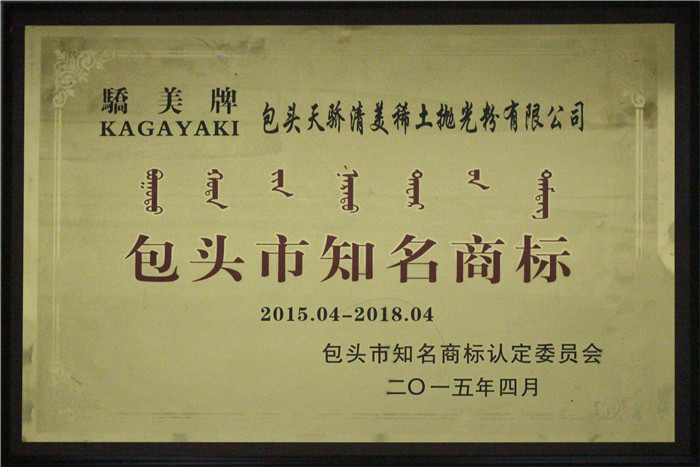 驕美牌
KAGAYAKI
包头天骄清美稀土抛光粉有限公司
包头市知名商标
2015.04-2018.04
包头市知名商标认定委员会
二〇一五年四月